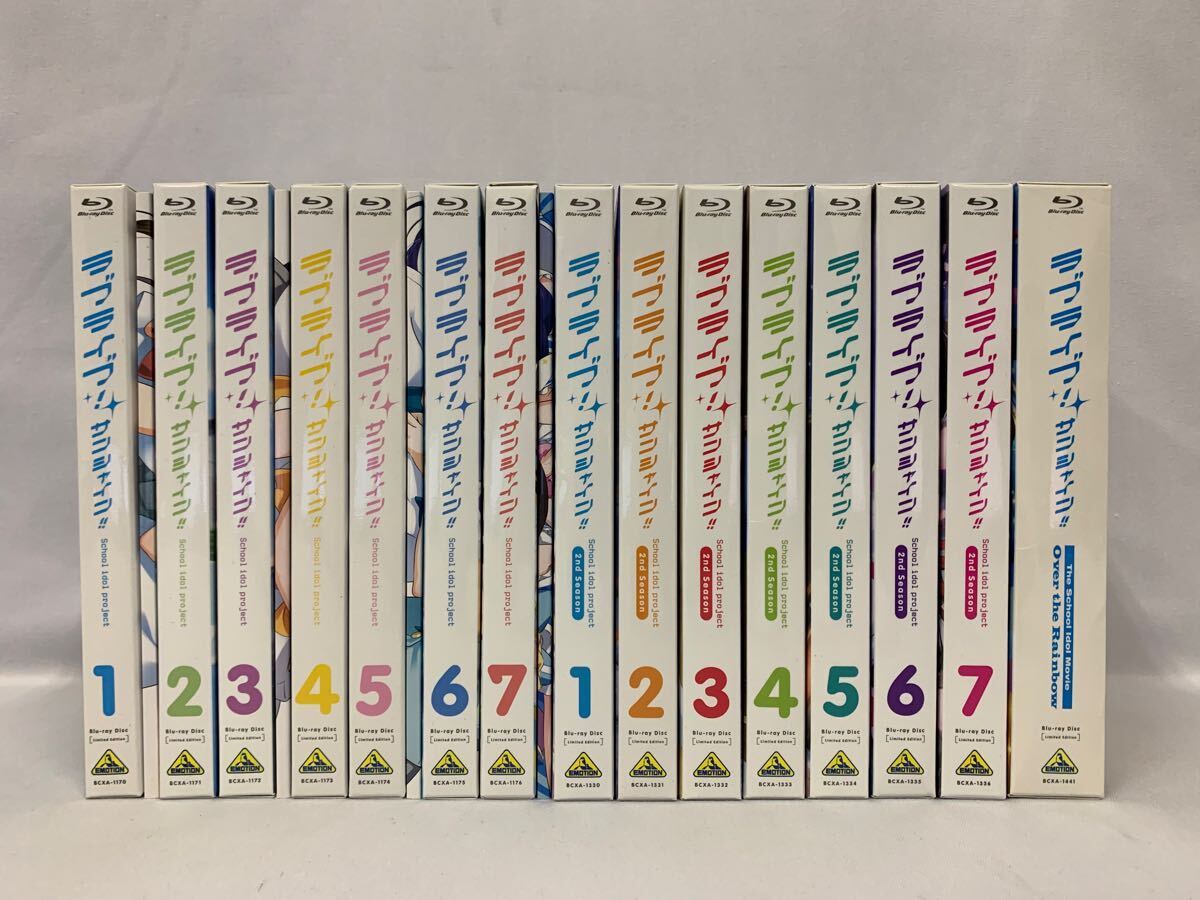 Blu-ray Disc
ラブライブ!サンシャイン!!
School idol project
1
Blu-ray Disc
[Limited Edition]
EMOTION
BCXA-1170
Blu-ray Disc
ラブライブ!サンシャイン!!
School idol project
2
Blu-ray Disc
[Limited Edition]
EMOTION
BCXA-1171
Blu-ray Disc
ラブライブ!サンシャイン!!
School idol project
3
Blu-ray Disc
[Limited Edition]
EMOTION
BCXA-1172
Blu-ray Disc
ラブライブ!サンシャイン!!
School idol project
4
Blu-ray Disc
[Limited Edition]
EMOTION
BCXA-1173
Blu-ray Disc
ラブライブ!サンシャイン!!
School idol project
5
Blu-ray Disc
[Limited Edition]
EMOTION
BCXA-1174
Blu-ray Disc
ラブライブ!サンシャイン!!
School idol project
6
Blu-ray Disc
[Limited Edition]
EMOTION
BCXA-1175
Blu-ray Disc
ラブライブ!サンシャイン!!
School idol project
7
Blu-ray Disc
[Limited Edition]
EMOTION
BCXA-1176
Blu-ray Disc
ラブライブ!サンシャイン!!
School idol project
2nd Season
1
Blu-ray Disc
[Limited Edition]
EMOTION
BCXA-1330
Blu-ray Disc
ラブライブ!サンシャイン!!
School idol project
2nd Season
2
Blu-ray Disc
[Limited Edition]
EMOTION
BCXA-1331
Blu-ray Disc
ラブライブ!サンシャイン!!
School idol project
2nd Season
3
Blu-ray Disc
[Limited Edition]
EMOTION
BCXA-1332
Blu-ray Disc
ラブライブ!サンシャイン!!
School idol project
2nd Season
4
Blu-ray Disc
[Limited Edition]
EMOTION
BCXA-1333
Blu-ray Disc
ラブライブ!サンシャイン!!
School idol project
2nd Season
5
Blu-ray Disc
[Limited Edition]
EMOTION
BCXA-1334
Blu-ray Disc
ラブライブ!サンシャイン!!
School idol project
2nd Season
6
Blu-ray Disc
[Limited Edition]
EMOTION
BCXA-1335
Blu-ray Disc
ラブライブ!サンシャイン!!
School idol project
2nd Season
7
Blu-ray Disc
[Limited Edition]
EMOTION
BCXA-1336
Blu-ray Disc
ラブライブ!サンシャイン!!
The School Idol Movie
Over the Rainbow
Blu-ray Disc
[Limited Edition]
EMOTION
BCXA-1441